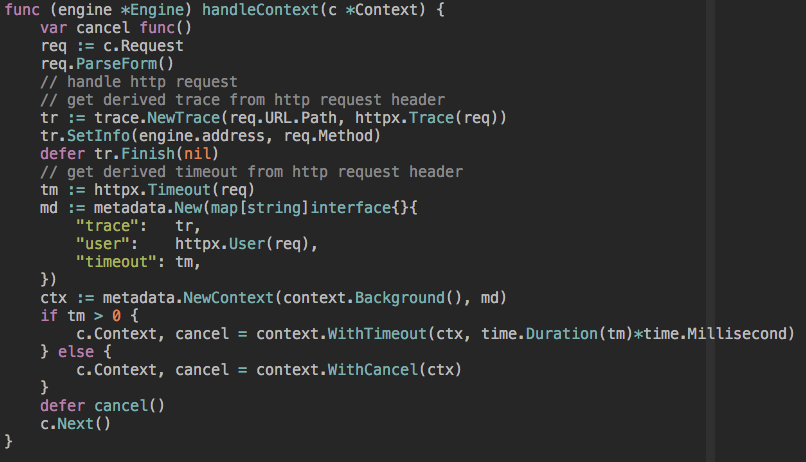 func (engine *Engine) handleContext(c *Context) {
    var cancel func()
    req := c.Request
    req.ParseForm()
    // handle http request
    // get derived trace from http request header
    tr := trace.NewTrace(req.URL.Path, httpx.Trace(req))
    tr.SetInfo(engine.address, req.Method)
    defer tr.Finish(nil)
    // get derived timeout from http request header
    tm := httpx.Timeout(req)
    md := metadata.New(map[string]interface{}{
        "trace":   tr,
        "user":    httpx.User(req),
        "timeout": tm,
    })
    ctx := metadata.NewContext(context.Background(), md)
    if tm > 0 {
        c.Context, cancel = context.WithTimeout(ctx, time.Duration(tm)*time.Millisecond)
    } else {
        c.Context, cancel = context.WithCancel(ctx)
    }
    defer cancel()
    c.Next()
}